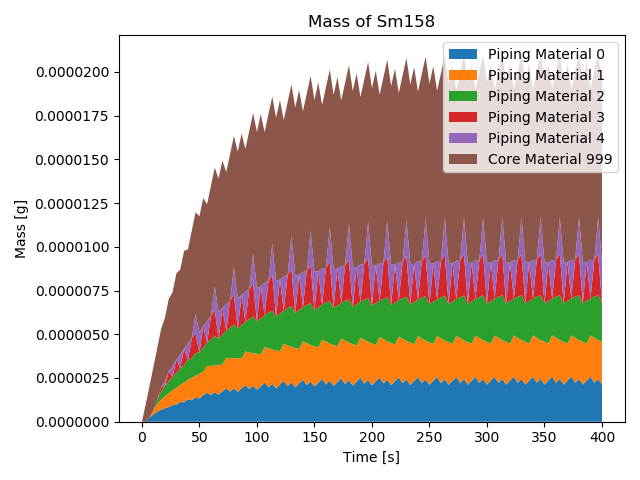 Mass of Sm158
Piping Material 0
Piping Material 1
Piping Material 2
Piping Material 3
Piping Material 4
Core Material 999
Mass [g]
0.0000200
0.0000175
0.0000150
0.0000125
0.0000100
0.0000075
0.0000050
0.0000025
0.0000000
0 50 100 150 200 250 300 350 400
Time [s]